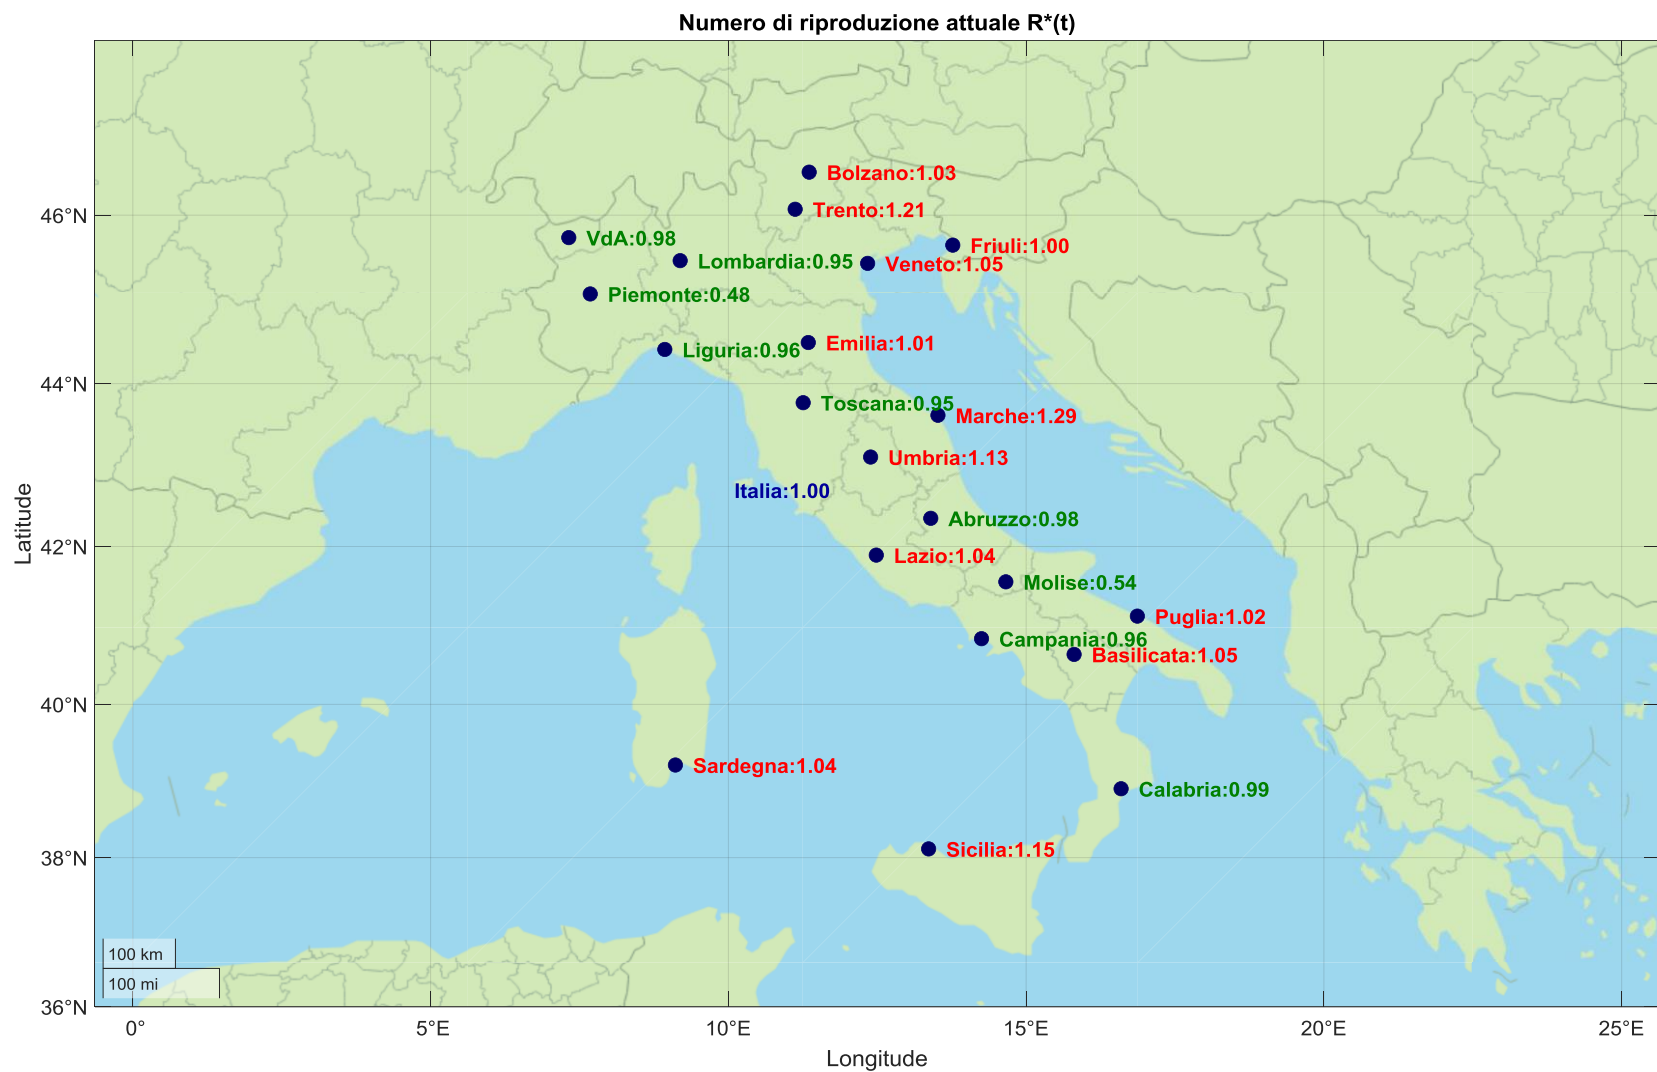 Numero di riproduzione attuale R*(t)
Bolzano:1.03
Trento:1.21
VdA:0.98
Friuli:1.00
Lombardia:0.95
Veneto:1.05
Piemonte:0.48
Emilia:1.01
Liguria:0.96
Toscana:0.95
Marche:1.29
Umbria:1.13
Italia:1.00
Abruzzo:0.98
Lazio:1.04
Molise:0.54
Puglia:1.02
Campania:0.96
Basilicata:1.05
Sardegna:1.04
Calabria:0.99
Sicilia:1.15
46°N
44°N
42°N
40°N
38°N
36°N
Latitude
100 km
100 mi
0°
5°E
10°E
15°E
20°E
25°E
Longitude